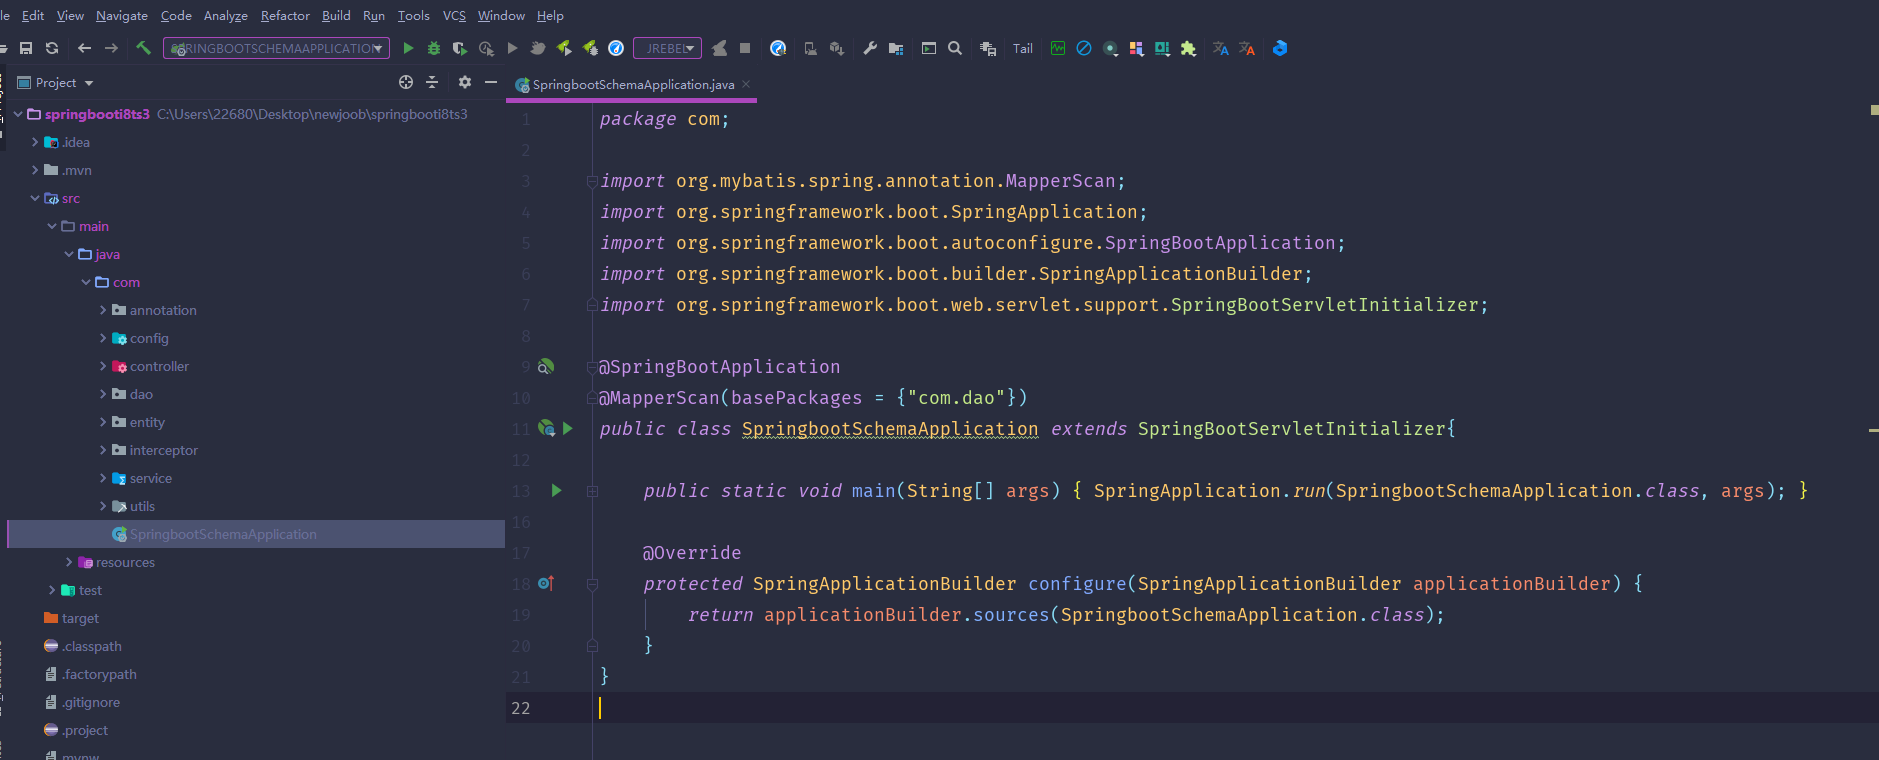 Edit View Navigate Code Analyze Refactor Build Run Tools VCS Window Help
JREBEL Tail
Project
SpringbootSchemaApplication.java
springbooti8ts3 C:\Users\22680\Desktop\newjoob\springbooti8ts3
.idea
.mvn
src
main
java
com
annotation
config
controller
dao
entity
interceptor
service
utils
SpringbootSchemaApplication
resources
test
target
.classpath
.factorypath
.gitignore
.project
mvnw
1 package com;
2
3 import org.mybatis.spring.annotation.MapperScan;
4 import org.springframework.boot.SpringApplication;
5 import org.springframework.boot.autoconfigure.SpringBootApplication;
6 import org.springframework.boot.builder.SpringApplicationBuilder;
7 import org.springframework.boot.web.servlet.support.SpringBootServletInitializer;
8
9 @SpringBootApplication
10 @MapperScan(basePackages = {"com.dao"})
11 public class SpringbootSchemaApplication extends SpringBootServletInitializer{
12
13 public static void main(String[] args) { SpringApplication.run(SpringbootSchemaApplication.class, args); }
16
17 @Override
18 protected SpringApplicationBuilder configure(SpringApplicationBuilder applicationBuilder) {
19 return applicationBuilder.sources(SpringbootSchemaApplication.class);
20 }
21 }
22